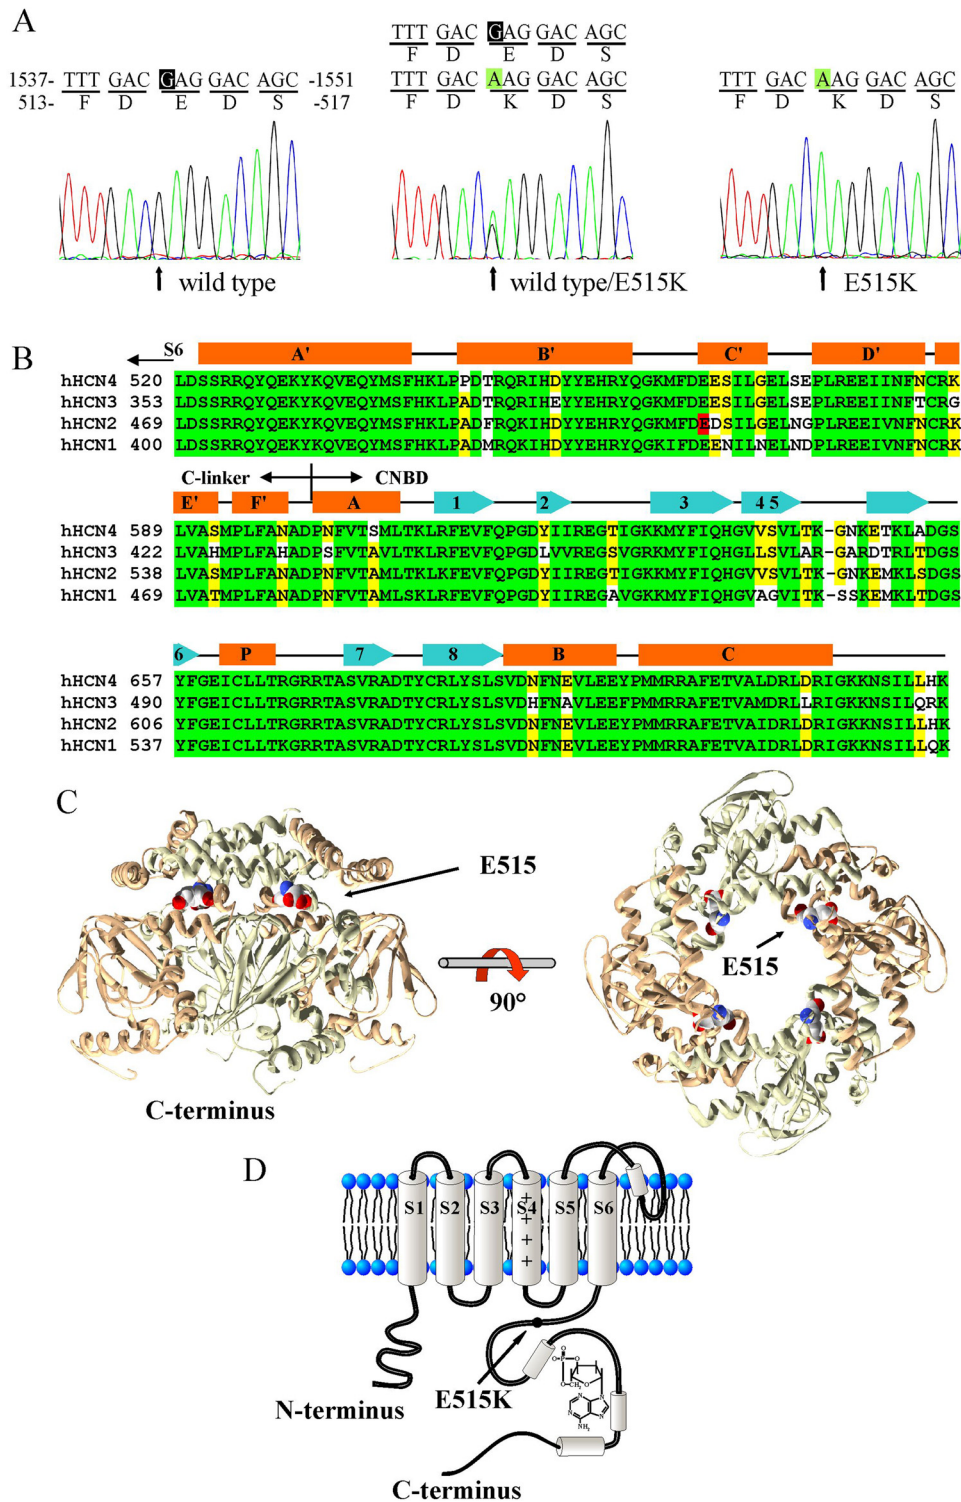 A
TTT GAC GAG GAC AGC
F D E D S
1537- TTT GAC GAG GAC AGC -1551
513- F D E D S -517
TTT GAC AAG GAC AGC
F D K D S
TTT GAC AAG GAC AGC
F D K D S
wild type
wild type/E515K
E515K
B
S6 A' B' C' D'
hHCN4 520 LDSSRRQYQEKYKQVEQYMSFHKLPPDTRQRIHDYYEHRYQGKMFDEESILGELSEPLREEIINFNCRK
hHCN3 353 LDSSRRQYQEKYKQVEQYMSFHKLPADTRQRIHEYYEHRYQGKMFDEESILGELSEPLREEIINFTCRG
hHCN2 469 LDSSRRQYQEKYKQVEQYMSFHKLPADFRQKIHDYYEHRYQGKMFDEDSILGELNGPLREEIVNFNCRK
hHCN1 400 LDSSRRQYQEKYKQVEQYMSFHKLPADMRQKIHDYYEHRYQGKIFDEENILNELNDPLREEIVNFNCRK
C-linker CNBD
E' F' A 1 2 3 4 5
hHCN4 589 LVASMPLFANADPNFVTSMLTKLRFEVFQPGDYIIREGTIGKKMYFIQHGVVSVLTK-GNKETKLADGS
hHCN3 422 LVAHMPLFAHADPSFVTAVLTKLRFEVFQPGDLVVREGSVGRKMYFIQHGLLSVLAR-GARDTRLTDGS
hHCN2 538 LVASMPLFANADPNFVTAMLTKLKFEVFQPGDYIIREGTIGKKMYFIQHGVVSVLTK-GNKEMKLSDGS
hHCN1 469 LVATMPLFANADPNFVTAMLSKLRFEVFQPGDYIIREGAVGKKMYFIQHGVAGVITK-SSKEMKLTDGS
6 P 7 8 B C
hHCN4 657 YFGEICLLTRGRRTASVRADTYCRLYSLSVDNFNEVLEEYPMMRRAFETVALDRLDRIGKKNSILLHK
hHCN3 490 YFGEICLLTRGRRTASVRADTYCRLYSLSVDHFNAVLEEFPMMRRAFETVAMDRLLRIGKKNSILQRK
hHCN2 606 YFGEICLLTRGRRTASVRADTYCRLYSLSVDNFNEVLEEYPMMRRAFETVAIDRLDRIGKKNSILLHK
hHCN1 537 YFGEICLLTKGRRTASVRADTYCRLYSLSVDNFNEVLEEYPMMRRAFETVAIDRLDRIGKKNSILLQK
C
E515
E515
90°
C-terminus
D
S1 S2 S3 S4 S5 S6
+
+
+
+
E515K
N-terminus
C-terminus